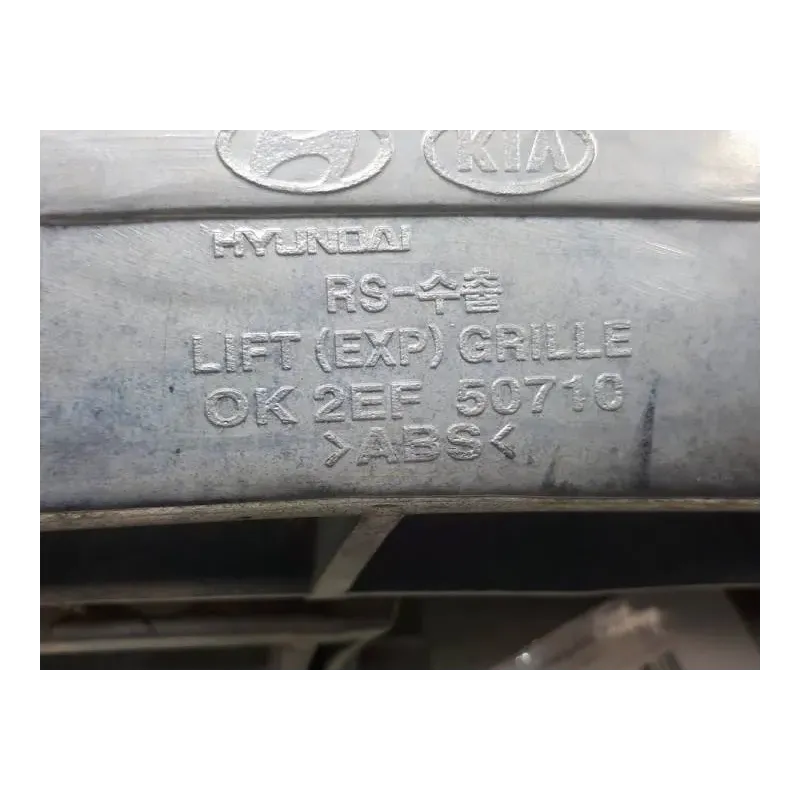 KIA
HYUNDAI
RS-수출
LIFT (EXP) GRILLE
OK 2EF 50710
>ABS<